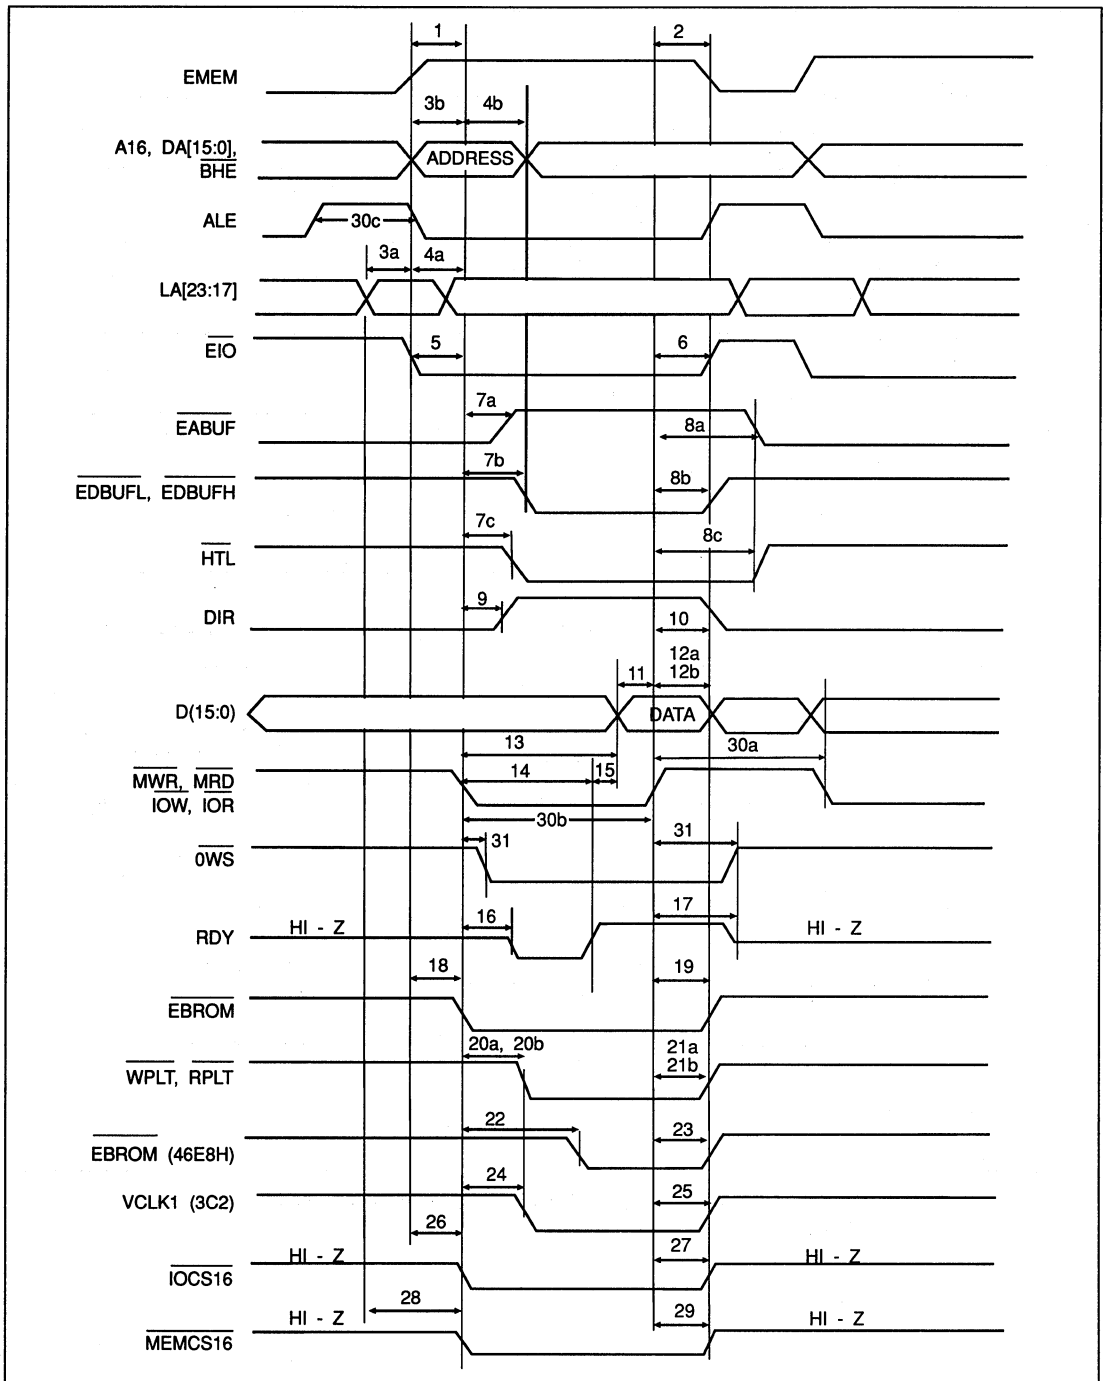 1
2
EMEM
3b
4b
A16, DA[15:0],
BHE
ADDRESS
ALE
30c
3a
4a
LA[23:17]
EIO
5
6
7a
EABUF
8a
7b
EDBUFL, EDBUFH
8b
7c
8c
HTL
9
DIR
10
12a
11
12b
D(15:0)
DATA
13
30a
14
15
MWR, MRD
IOW, IOR
30b
31
31
0WS
16
17
RDY
HI - Z
HI - Z
18
19
EBROM
20a, 20b
21a
21b
WPLT, RPLT
22
23
EBROM (46E8H)
24
25
VCLK1 (3C2)
26
27
HI - Z
HI - Z
IOCS16
28
29
HI - Z
HI - Z
MEMCS16